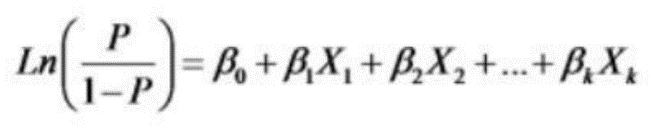 Ln(P/(1−P)) = β₀ + β₁X₁ + β₂X₂ + ... + βₖXₖ